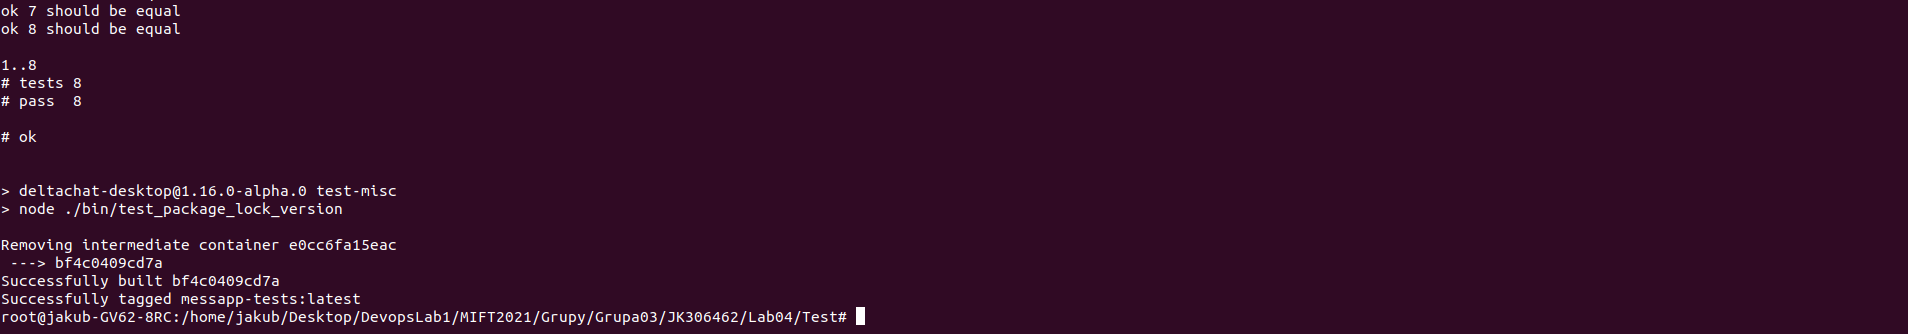 ok 7 should be equal
ok 8 should be equal
1..8
# tests 8
# pass  8
# ok
> deltachat-desktop@1.16.0-alpha.0 test-misc
> node ./bin/test_package_lock_version
Removing intermediate container e0cc6fa15eac
 ---> bf4c0409cd7a
Successfully built bf4c0409cd7a
Successfully tagged messapp-tests:latest
root@jakub-GV62-8RC:/home/jakub/Desktop/DevopsLab1/MIFT2021/Grupy/Grupa03/JK306462/Lab04/Test#